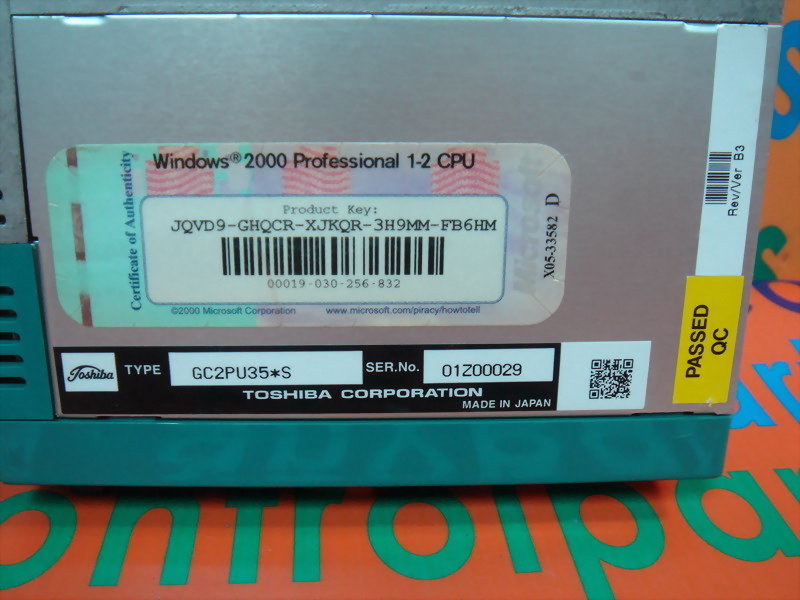 Windows® 2000 Professional 1-2 CPU
Certificate of Authenticity
Product Key:
JQVD9-GHQCR-XJKQR-3H9MM-FB6HM
00019-030-256-832
©2000 Microsoft Corporation www.microsoft.com/piracy/howtotell
Microsoft
X05-33582 D
Rev/Ver B3
PASSED
QC
Toshiba TYPE GC2PU35*S SER.No. 01Z00029
TOSHIBA CORPORATION
MADE IN JAPAN
ontrolpar